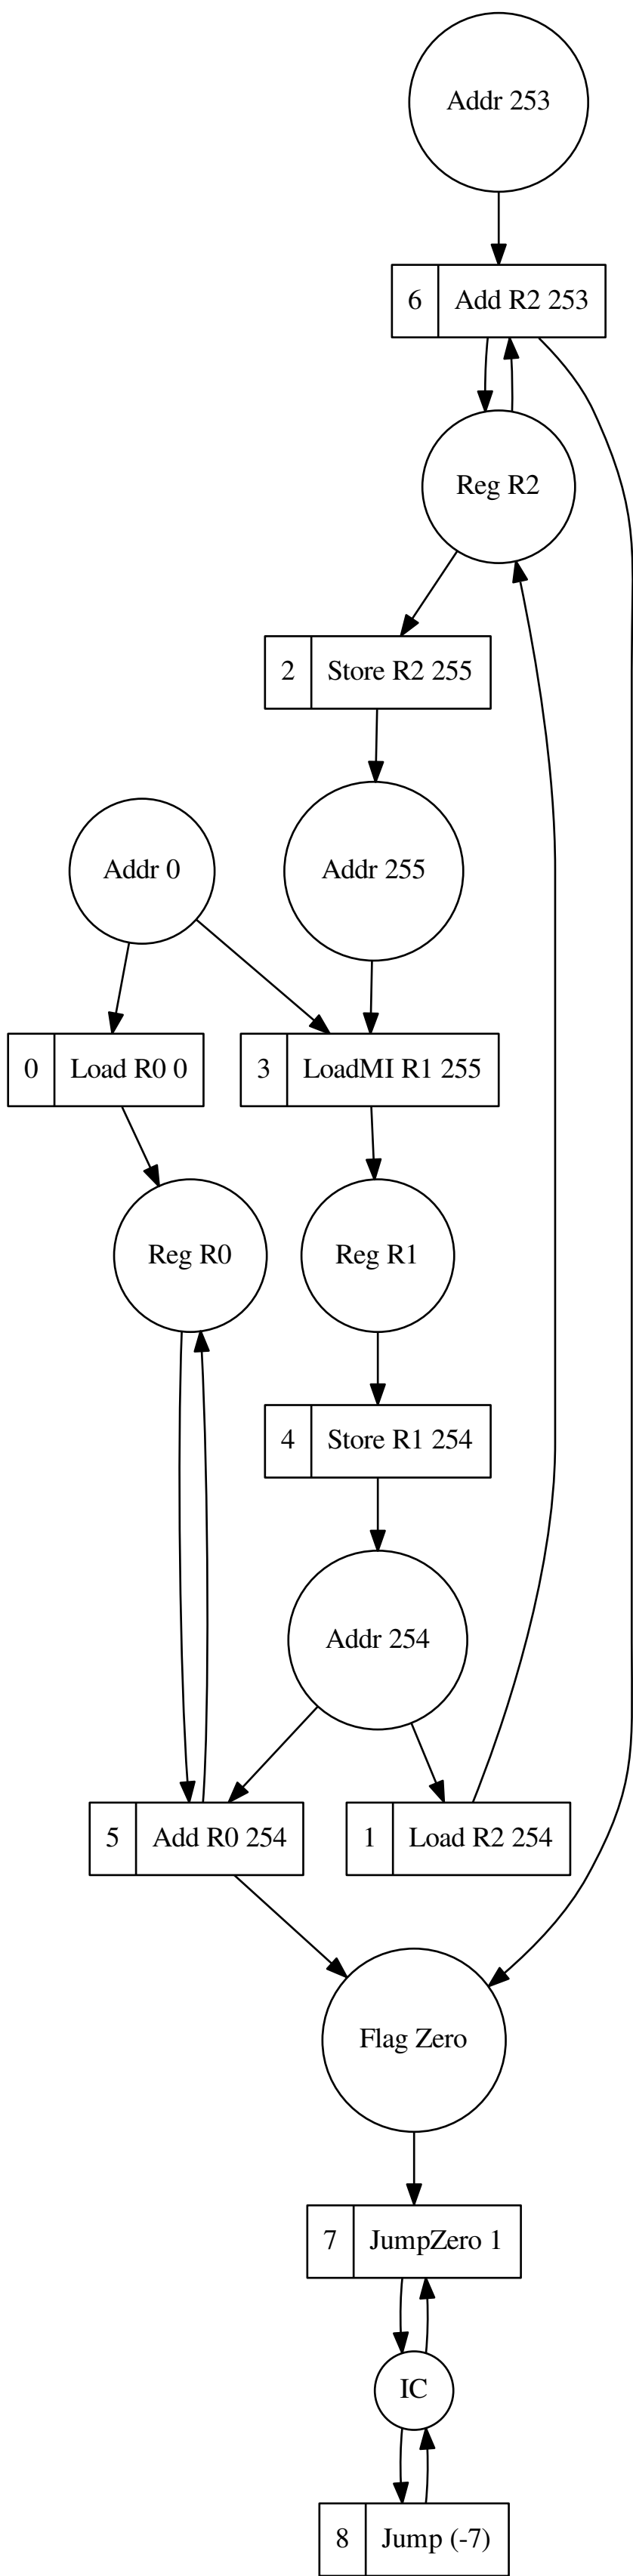 Addr 253
6 Add R2 253
Reg R2
2 Store R2 255
Addr 0
Addr 255
0 Load R0 0
3 LoadMI R1 255
Reg R0
Reg R1
4 Store R1 254
Addr 254
5 Add R0 254
1 Load R2 254
Flag Zero
7 JumpZero 1
IC
8 Jump (-7)